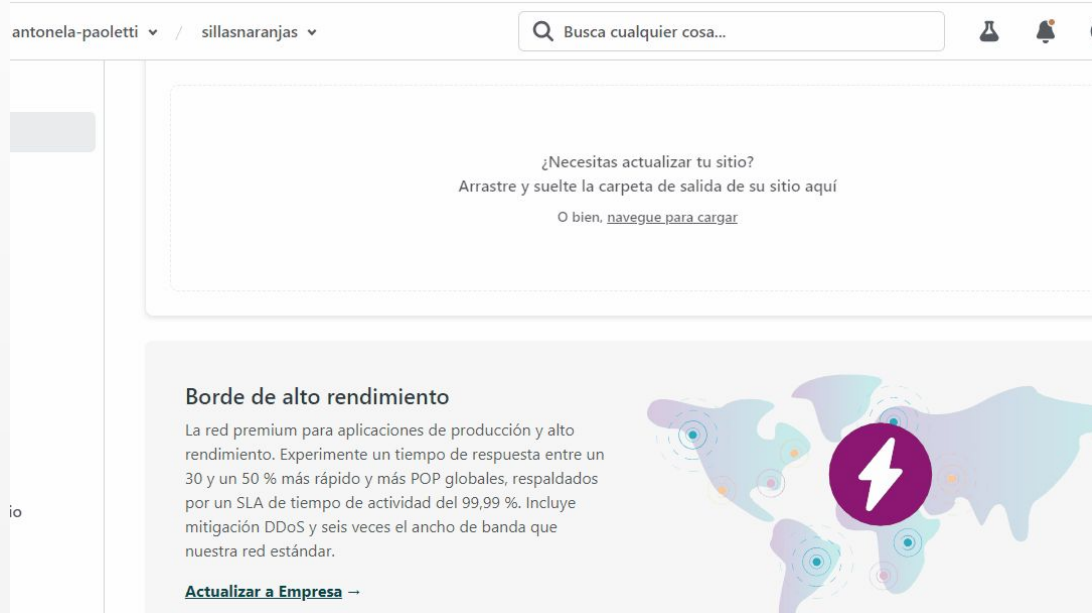 antonela-paoletti / sillasnaranjas
Busca cualquier cosa...
¿Necesitas actualizar tu sitio?
Arrastre y suelte la carpeta de salida de su sitio aquí
O bien, navegue para cargar
Borde de alto rendimiento
La red premium para aplicaciones de producción y alto
rendimiento. Experimente un tiempo de respuesta entre un
30 y un 50 % más rápido y más POP globales, respaldados
por un SLA de tiempo de actividad del 99,99 %. Incluye
mitigación DDoS y seis veces el ancho de banda que
nuestra red estándar.
io
Actualizar a Empresa →